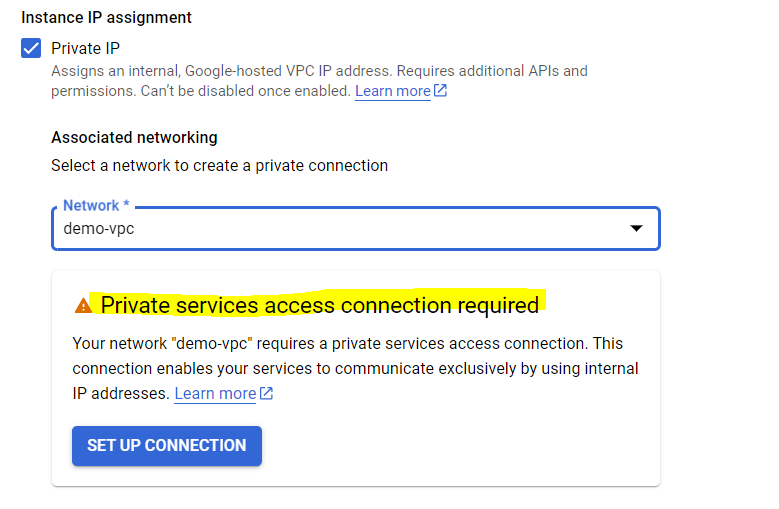 Instance IP assignment
Private IP
Assigns an internal, Google-hosted VPC IP address. Requires additional APIs and
permissions. Can't be disabled once enabled. Learn more
Associated networking
Select a network to create a private connection
Network *
demo-vpc
Private services access connection required
Your network "demo-vpc" requires a private services access connection. This
connection enables your services to communicate exclusively by using internal
IP addresses. Learn more
SET UP CONNECTION